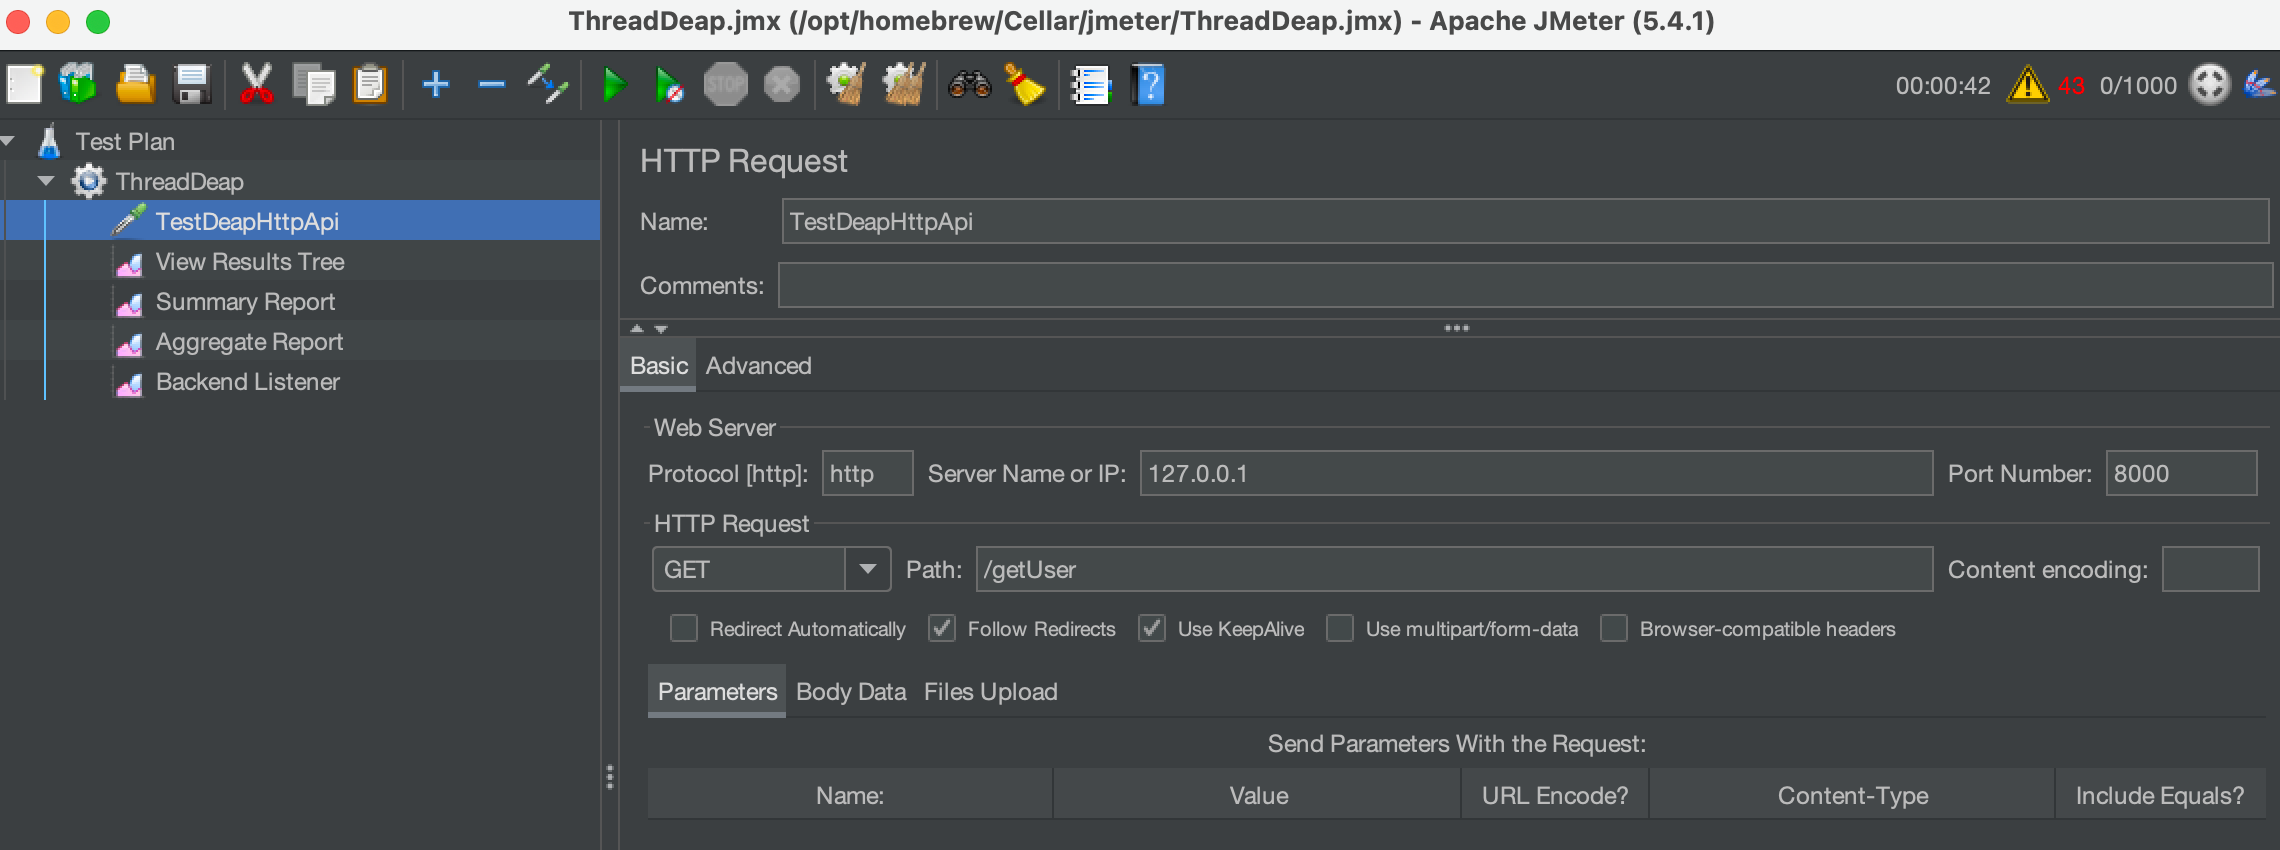 ThreadDeap.jmx (/opt/homebrew/Cellar/jmeter/ThreadDeap.jmx) - Apache JMeter (5.4.1)
STOP
?
00:00:42 43 0/1000
Test Plan
ThreadDeap
TestDeapHttpApi
View Results Tree
Summary Report
Aggregate Report
Backend Listener
HTTP Request
Name: TestDeapHttpApi
Comments:
Basic Advanced
Web Server
Protocol [http]: http Server Name or IP: 127.0.0.1 Port Number: 8000
HTTP Request
GET Path: /getUser Content encoding:
Redirect Automatically Follow Redirects Use KeepAlive Use multipart/form-data Browser-compatible headers
Parameters Body Data Files Upload
Send Parameters With the Request:
Name: Value URL Encode? Content-Type Include Equals?